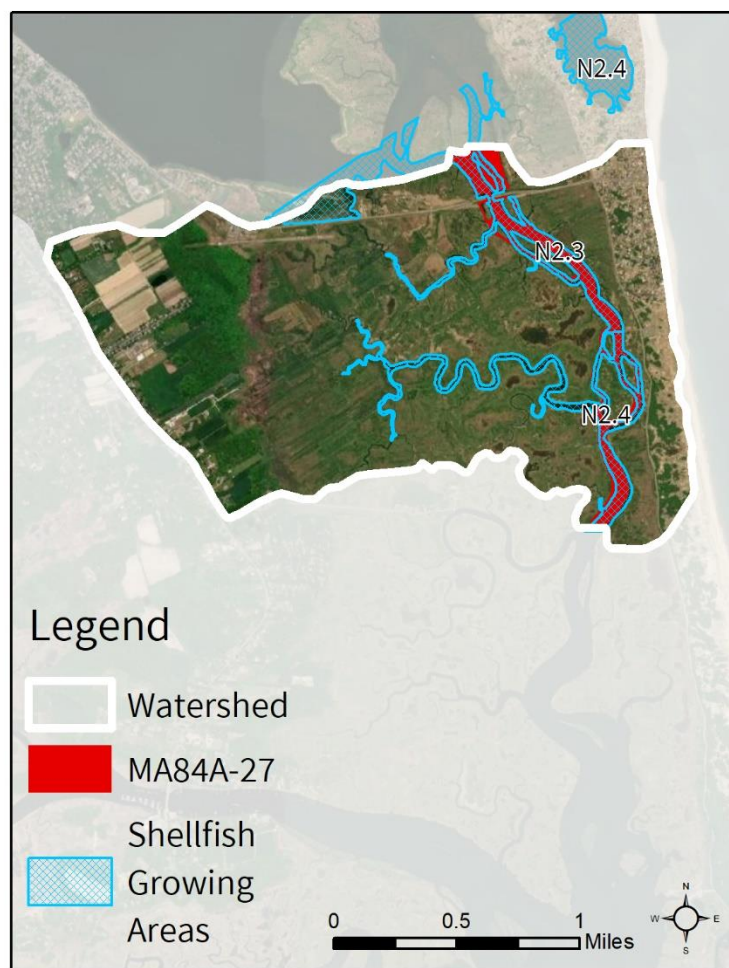 N2.4
N2.3
N2.4
Legend
Watershed
MA84A-27
Shellfish
Growing
Areas
0 0.5 1
Miles
N
W E
S